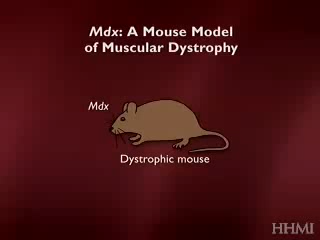 Mdx: A Mouse Model
of Muscular Dystrophy
Mdx
Dystrophic mouse
HHMI